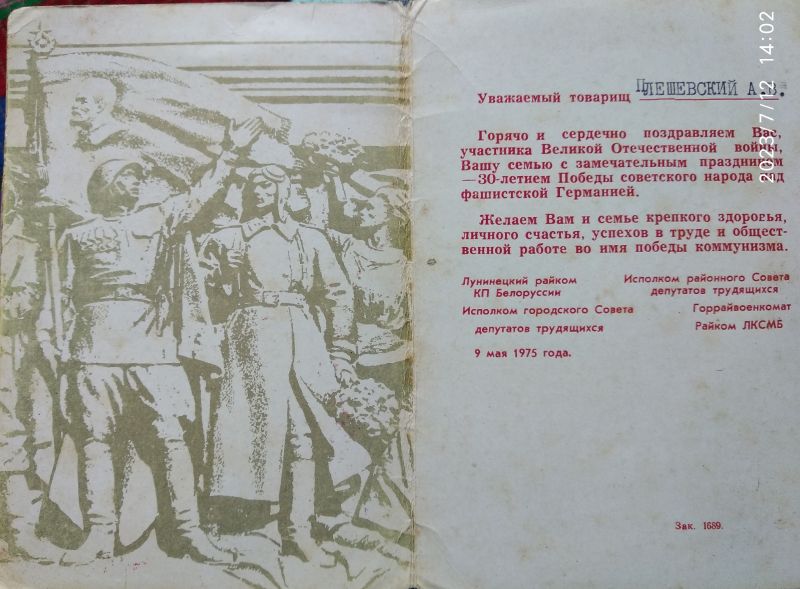 Уважаемый товарищ ПЛЕШЕВСКИЙ А.В.
Горячо и сердечно поздравляем Вас,
участника Великой Отечественной войны,
Вашу семью с замечательным праздником
—30-летием Победы советского народа над
фашистской Германией.
Желаем Вам и семье крепкого здоровья,
личного счастья, успехов в труде и общест-
венной работе во имя победы коммунизма.
Лунинецкий райком
КП Белоруссии
Исполком районного Совета
депутатов трудящихся
Исполком городского Совета
депутатов трудящихся
Горрайвоенкомат
Райком ЛКСМБ
9 мая 1975 года.
Зак. 1689.
2023/7/12 14:02